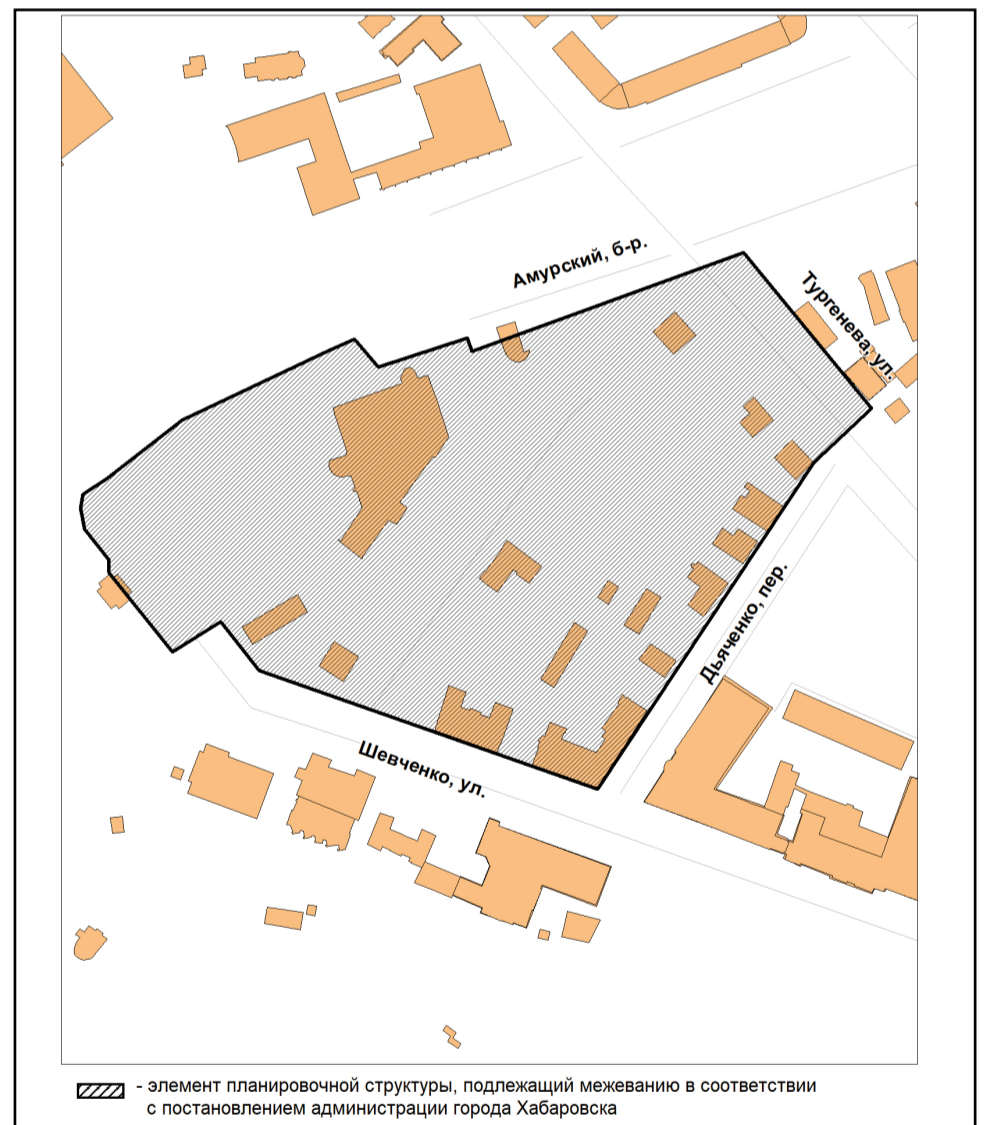 Амурский, б-р.
Тургенева, ул.
Дьяченко, пер.
Шевченко, ул.
- элемент планировочной структуры, подлежащий межеванию в соответствии
с постановлением администрации города Хабаровска